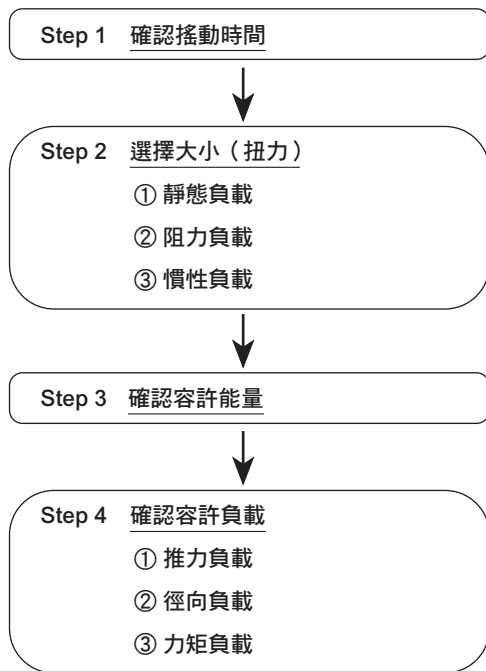 Step 1 確認搖動時間
Step 2 選擇大小（扭力）
① 靜態負載
② 阻力負載
③ 慣性負載
Step 3 確認容許能量
Step 4 確認容許負載
① 推力負載
② 徑向負載
③ 力矩負載